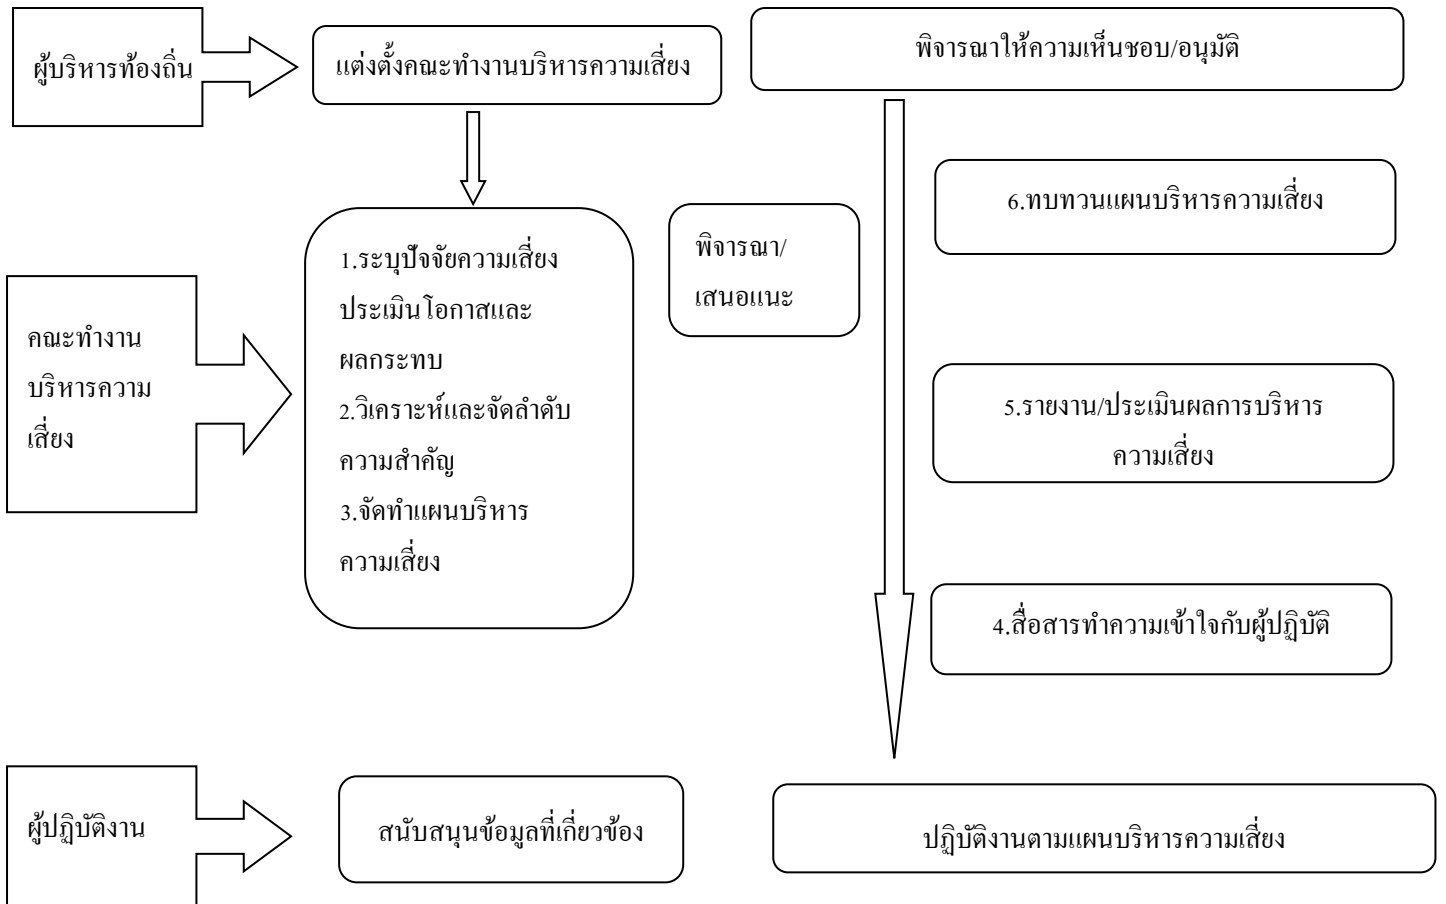 ผู้บริหารท้องถิ่น
แต่งตั้งคณะทำงานบริหารความเสี่ยง
พิจารณาให้ความเห็นชอบ/อนุมัติ
6.ทบทวนแผนบริหารความเสี่ยง
คณะทำงาน
บริหารความ
เสี่ยง
1.ระบุปัจจัยความเสี่ยง
ประเมินโอกาสและ
ผลกระทบ
2.วิเคราะห์และจัดลำดับ
ความสำคัญ
3.จัดทำแผนบริหาร
ความเสี่ยง
พิจารณา/
เสนอแนะ
5.รายงาน/ประเมินผลการบริหาร
ความเสี่ยง
4.สื่อสารทำความเข้าใจกับผู้ปฏิบัติ
ผู้ปฏิบัติงาน
สนับสนุนข้อมูลที่เกี่ยวข้อง
ปฏิบัติงานตามแผนบริหารความเสี่ยง